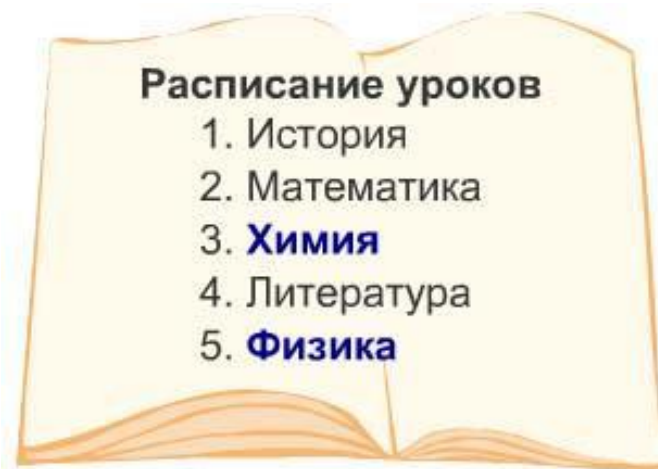 Расписание уроков
1. История
2. Математика
3. Химия
4. Литература
5. Физика